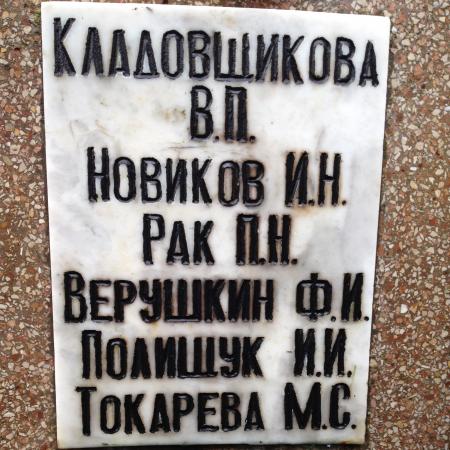 Кладовщикова
В.П.
Новиков И.Н.
Рак П.Н.
Верушкин Ф.И.
Полищук И.И.
Токарева М.С.